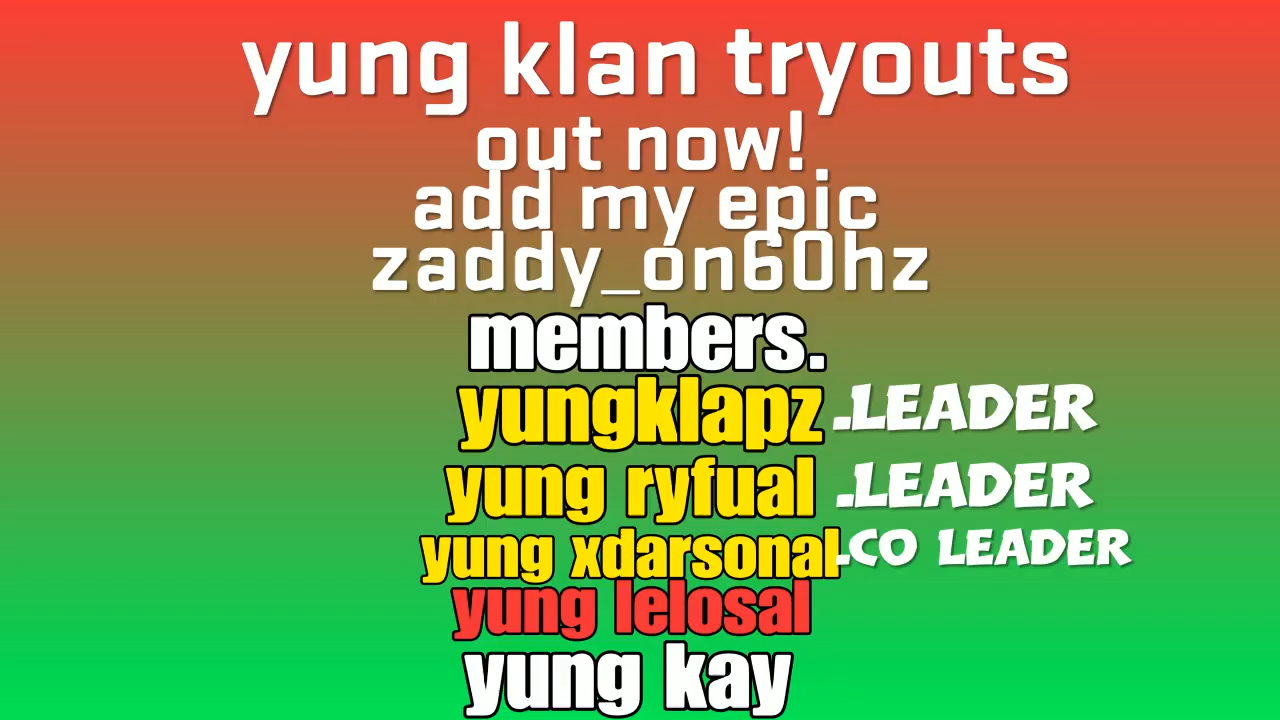 yung klan tryouts
out now!
add my epic
zaddy_on60hz
members.
yungklapz .LEADER
yung ryfual .LEADER
yung xdarsonal .CO LEADER
yung lelosal
yung kay